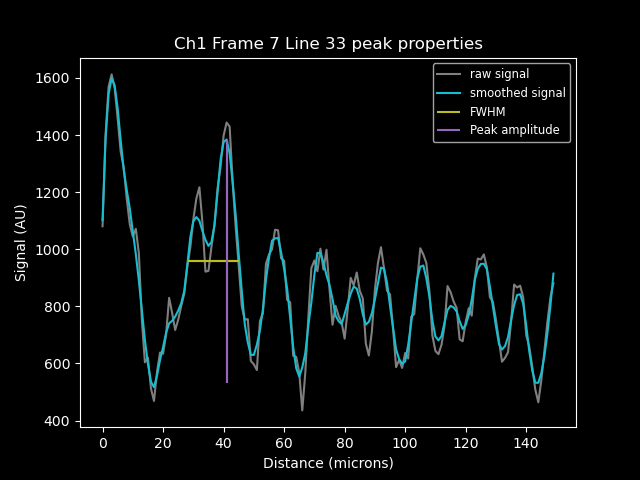 Ch1 Frame 7 Line 33 peak properties
raw signal
smoothed signal
FWHM
Peak amplitude
Signal (AU)
1600
1400
1200
1000
800
600
400
0 20 40 60 80 100 120 140
Distance (microns)